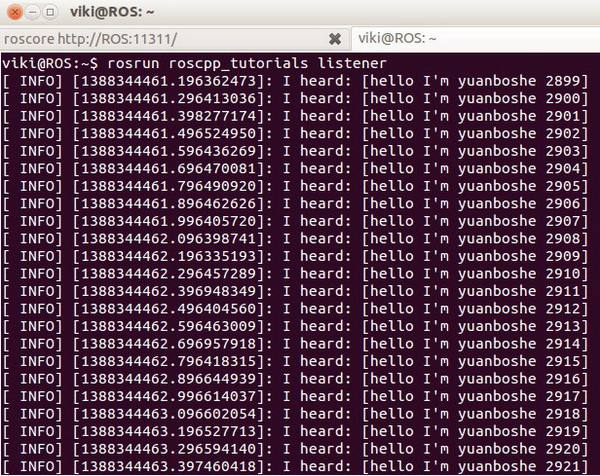 viki@ROS: ~
roscore http://ROS:11311/
viki@ROS: ~
viki@ROS:~$ rosrun roscpp_tutorials listener
[ INFO] [1388344461.196362473]: I heard: [hello I'm yuanboshe 2899]
[ INFO] [1388344461.296413036]: I heard: [hello I'm yuanboshe 2900]
[ INFO] [1388344461.398277174]: I heard: [hello I'm yuanboshe 2901]
[ INFO] [1388344461.496524950]: I heard: [hello I'm yuanboshe 2902]
[ INFO] [1388344461.596436269]: I heard: [hello I'm yuanboshe 2903]
[ INFO] [1388344461.696470081]: I heard: [hello I'm yuanboshe 2904]
[ INFO] [1388344461.796490920]: I heard: [hello I'm yuanboshe 2905]
[ INFO] [1388344461.896462626]: I heard: [hello I'm yuanboshe 2906]
[ INFO] [1388344461.996405720]: I heard: [hello I'm yuanboshe 2907]
[ INFO] [1388344462.096398741]: I heard: [hello I'm yuanboshe 2908]
[ INFO] [1388344462.196335193]: I heard: [hello I'm yuanboshe 2909]
[ INFO] [1388344462.296457289]: I heard: [hello I'm yuanboshe 2910]
[ INFO] [1388344462.396948349]: I heard: [hello I'm yuanboshe 2911]
[ INFO] [1388344462.496404560]: I heard: [hello I'm yuanboshe 2912]
[ INFO] [1388344462.596463009]: I heard: [hello I'm yuanboshe 2913]
[ INFO] [1388344462.696957918]: I heard: [hello I'm yuanboshe 2914]
[ INFO] [1388344462.796418315]: I heard: [hello I'm yuanboshe 2915]
[ INFO] [1388344462.896644939]: I heard: [hello I'm yuanboshe 2916]
[ INFO] [1388344462.996614037]: I heard: [hello I'm yuanboshe 2917]
[ INFO] [1388344463.096602054]: I heard: [hello I'm yuanboshe 2918]
[ INFO] [1388344463.196527713]: I heard: [hello I'm yuanboshe 2919]
[ INFO] [1388344463.296594140]: I heard: [hello I'm yuanboshe 2920]
[ INFO] [1388344463.397460418]: I heard: [hello I'm yuanboshe 2921]